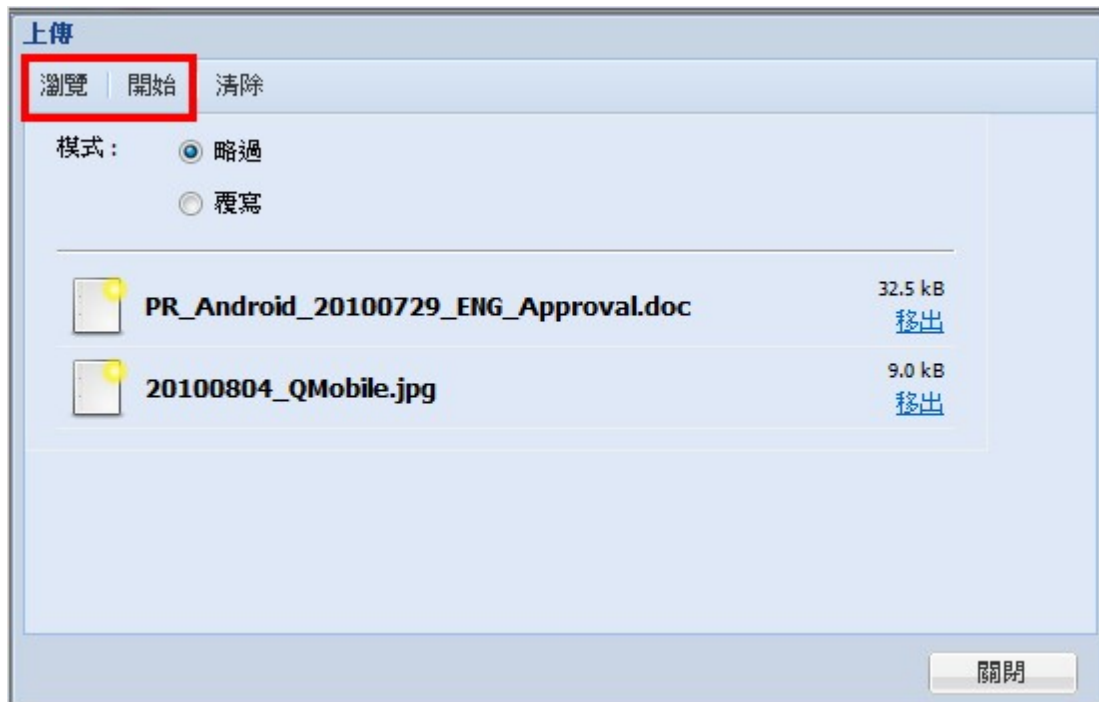 上傳
瀏覽 開始 清除
模式： 略過
覆寫
PR_Android_20100729_ENG_Approval.doc 32.5 kB
移出
20100804_QMobile.jpg 9.0 kB
移出
關閉